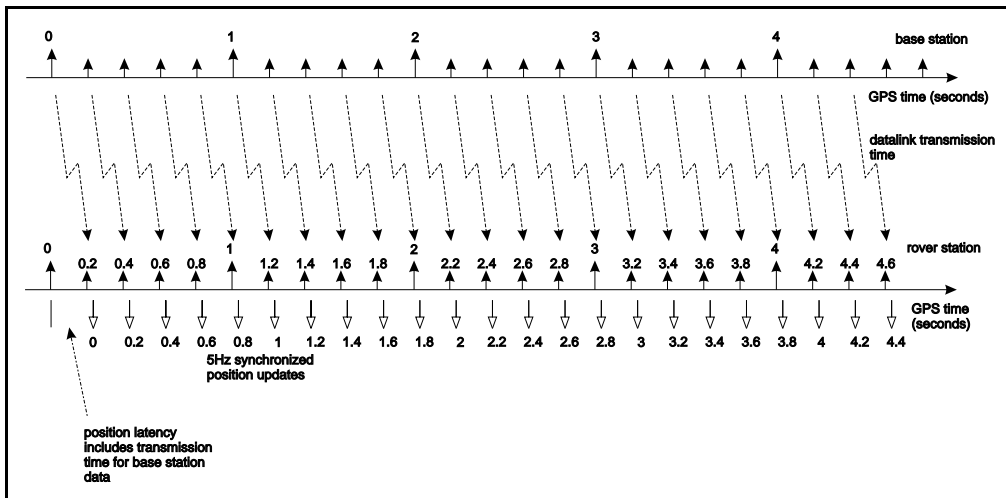 0 1 2 3 4 base station
GPS time (seconds)
datalink transmission
time
0 1 2 3 4 rover station
0.2 0.4 0.6 0.8 1.2 1.4 1.6 1.8 2.2 2.4 2.6 2.8 3.2 3.4 3.6 3.8 4.2 4.4 4.6
GPS time
(seconds)
0 0.2 0.4 0.6 0.8 1 1.2 1.4 1.6 1.8 2 2.2 2.4 2.6 2.8 3 3.2 3.4 3.6 3.8 4 4.2 4.4
5Hz synchronized
position updates
position latency
includes transmission
time for base station
data